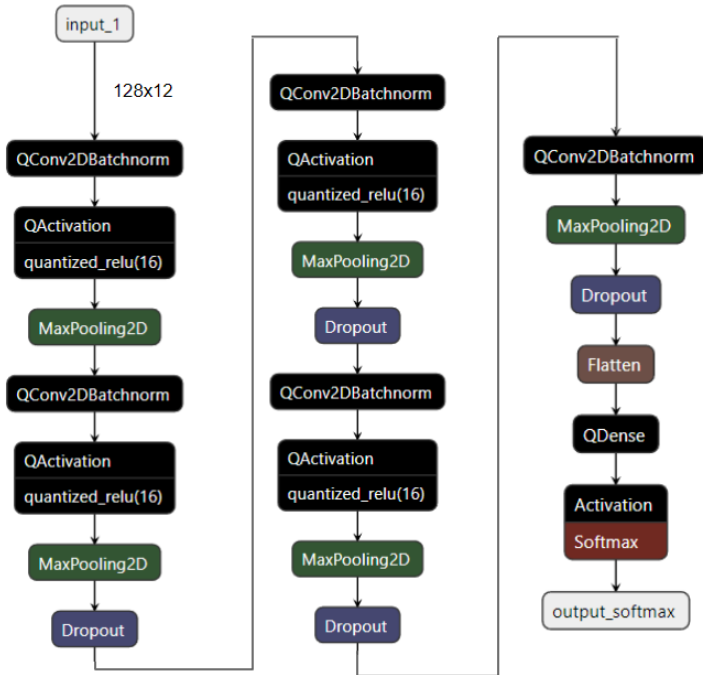 input_1
128x12
QConv2DBatchnorm
QActivation
quantized_relu(16)
MaxPooling2D
QConv2DBatchnorm
QActivation
quantized_relu(16)
MaxPooling2D
Dropout
QConv2DBatchnorm
QActivation
quantized_relu(16)
MaxPooling2D
Dropout
QConv2DBatchnorm
QActivation
quantized_relu(16)
MaxPooling2D
Dropout
QConv2DBatchnorm
MaxPooling2D
Dropout
Flatten
QDense
Activation
Softmax
output_softmax